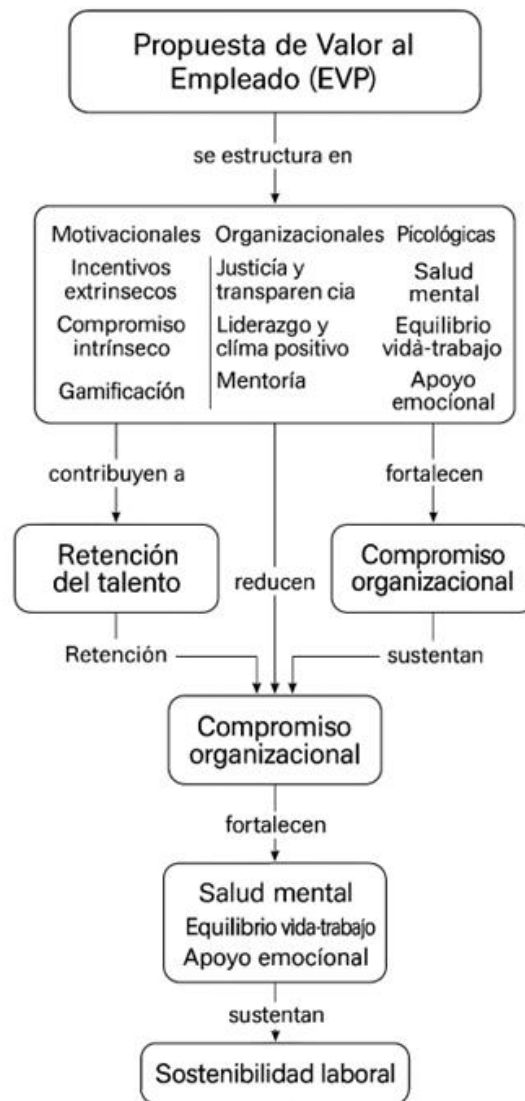 Propuesta de Valor al
Empleado (EVP)
se estructura en
Motivacionales Organizacionales Picológicas
Incentivos
extrinsecos
Compromiso
intrínseco
Gamificación
Justicía y
transparen cia
Liderazgo y
clíma positivo
Mentoría
Salud
mental
Equilibrio
vidà-trabajo
Apoyo
emocíonal
contribuyen a
reducen
fortalecen
Retención
del talento
Compromiso
organizacional
Retención
sustentan
Compromiso
organizacional
fortalecen
Salud mental
Equilibrio vida-trabajo
Apoyo emocíonal
sustentan
Sostenibilidad laboral